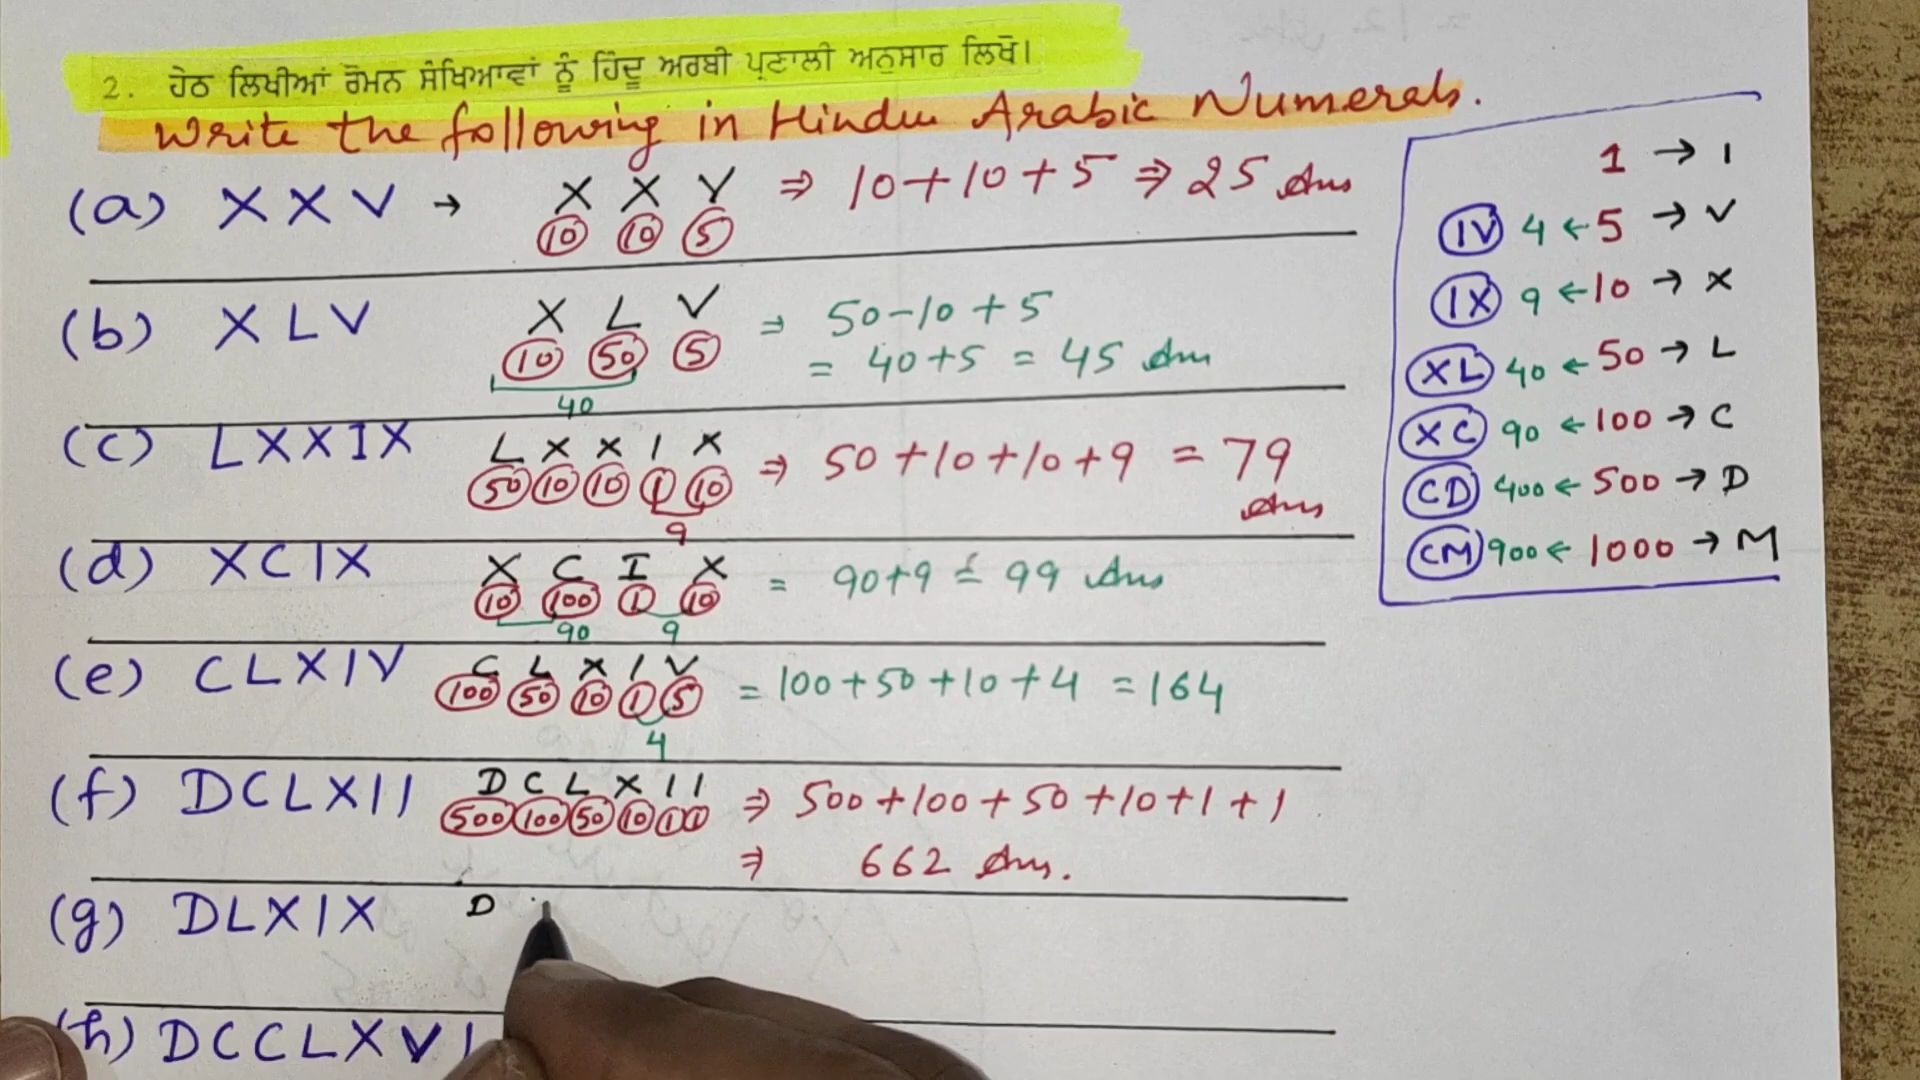 2. ਹੇਠ ਲਿਖੀਆਂ ਰੋਮਨ ਸੰਖਿਆਵਾਂ ਨੂੰ ਹਿੰਦੂ ਅਰਬੀ ਪ੍ਰਣਾਲੀ ਅਨੁਸਾਰ ਲਿਖੋ।
Write the following in Hindu Arabic Numerals.
(a) XXV → X X V ⇒ 10+10+5 ⇒ 25 Ans
10 10 5
(b) XLV X L V ⇒ 50-10+5
10 50 5 = 40+5 = 45 Ans
40
(c) LXXIX L X X I X ⇒ 50+10+10+9 = 79
50 10 10 1 10 Ans
9
(d) XCIX X C I X = 90+9 = 99 Ans
10 100 1 10
90 9
(e) CLXIV C L X I V = 100+50+10+4 = 164
100 50 10 1 5
4
(f) DCLXII D C L X I I ⇒ 500+100+50+10+1+1
500 100 50 10 1 1
⇒ 662 Ans.
(g) DLXIX D
(h) DCCLXVI
1 → I
IV 4 ← 5 → V
IX 9 ← 10 → X
XL 40 ← 50 → L
XC 90 ← 100 → C
CD 400 ← 500 → D
CM 900 ← 1000 → M